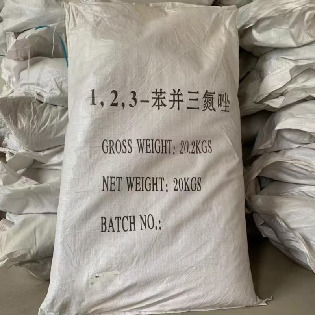 1,2,3-苯并三氮唑
GROSS WEIGHT: 20.2KGS
NET WEIGHT: 20KGS
BATCH NO.: